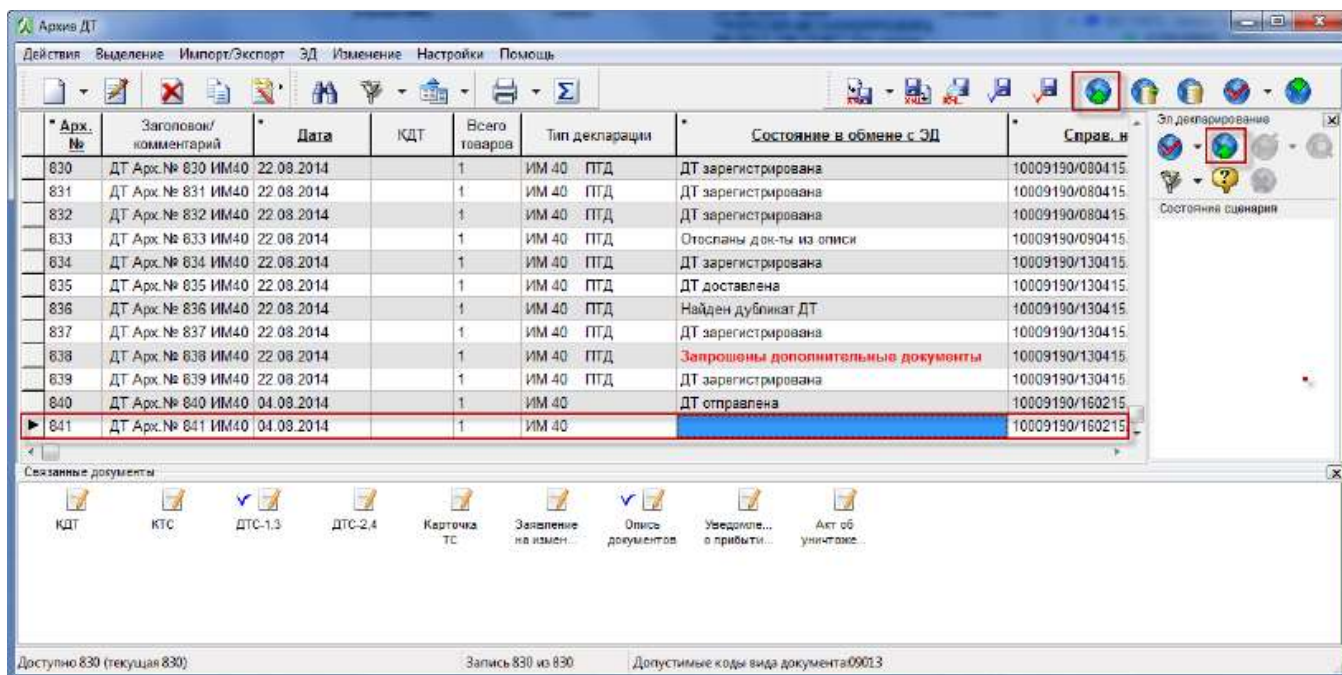 Архив ДТ
Действия Выделение Импорт/Экспорт ЭД Изменение Настройки Помощь
* Арх. № Заголовок/ комментарий * Дата КДТ Всего товаров Тип декларации * Состояние в обмене с ЭД * Справ. н
830 ДТ Арх.№ 830 ИМ40 22.08.2014 1 ИМ 40 ПТД ДТ зарегистрирована 10009190/080415.
831 ДТ Арх.№ 831 ИМ40 22.08.2014 1 ИМ 40 ПТД ДТ зарегистрирована 10009190/080415.
832 ДТ Арх.№ 832 ИМ40 22.08.2014 1 ИМ 40 ПТД ДТ зарегистрирована 10009190/080415.
833 ДТ Арх.№ 833 ИМ40 22.08.2014 1 ИМ 40 ПТД Отосланы док-ты из описи 10009190/090415.
834 ДТ Арх.№ 834 ИМ40 22.08.2014 1 ИМ 40 ПТД ДТ зарегистрирована 10009190/130415.
835 ДТ Арх.№ 835 ИМ40 22.08.2014 1 ИМ 40 ПТД ДТ доставлена 10009190/130415.
836 ДТ Арх.№ 836 ИМ40 22.08.2014 1 ИМ 40 ПТД Найден дубликат ДТ 10009190/130415.
837 ДТ Арх.№ 837 ИМ40 22.08.2014 1 ИМ 40 ПТД ДТ зарегистрирована 10009190/130415.
838 ДТ Арх.№ 838 ИМ40 22.08.2014 1 ИМ 40 ПТД Запрошены дополнительные документы 10009190/130415.
839 ДТ Арх.№ 839 ИМ40 22.08.2014 1 ИМ 40 ПТД ДТ зарегистрирована 10009190/130415.
840 ДТ Арх.№ 840 ИМ40 04.08.2014 1 ИМ 40 ДТ отправлена 10009190/160215.
841 ДТ Арх.№ 841 ИМ40 04.08.2014 1 ИМ 40 10009190/160215.
Эл.декларирование
Состояние сценария
Связанные документы
КДТ КТС ДТС-1,3 ДТС-2,4 Карточка ТС Заявление на измен... Опись документов Уведомле... о прибыти... Акт об уничтоже...
Доступно 830 (текущая 830) Запись 830 из 830 Допустимые коды вида документа:09013